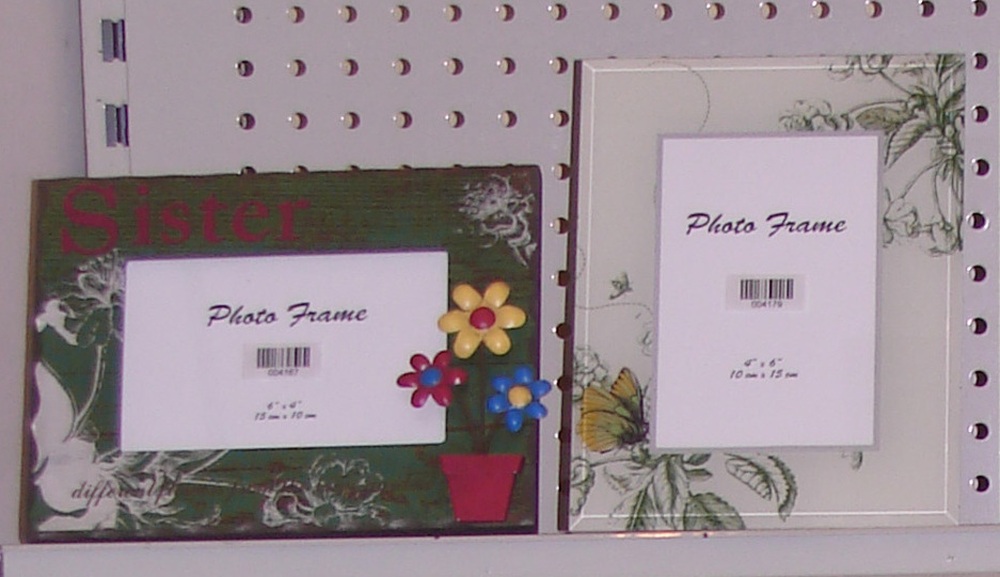 Sister
Photo Frame
004167
6" x 4"
15 cm x 10 cm
differently
Photo Frame
004179
4" x 6"
10 cm x 15 cm